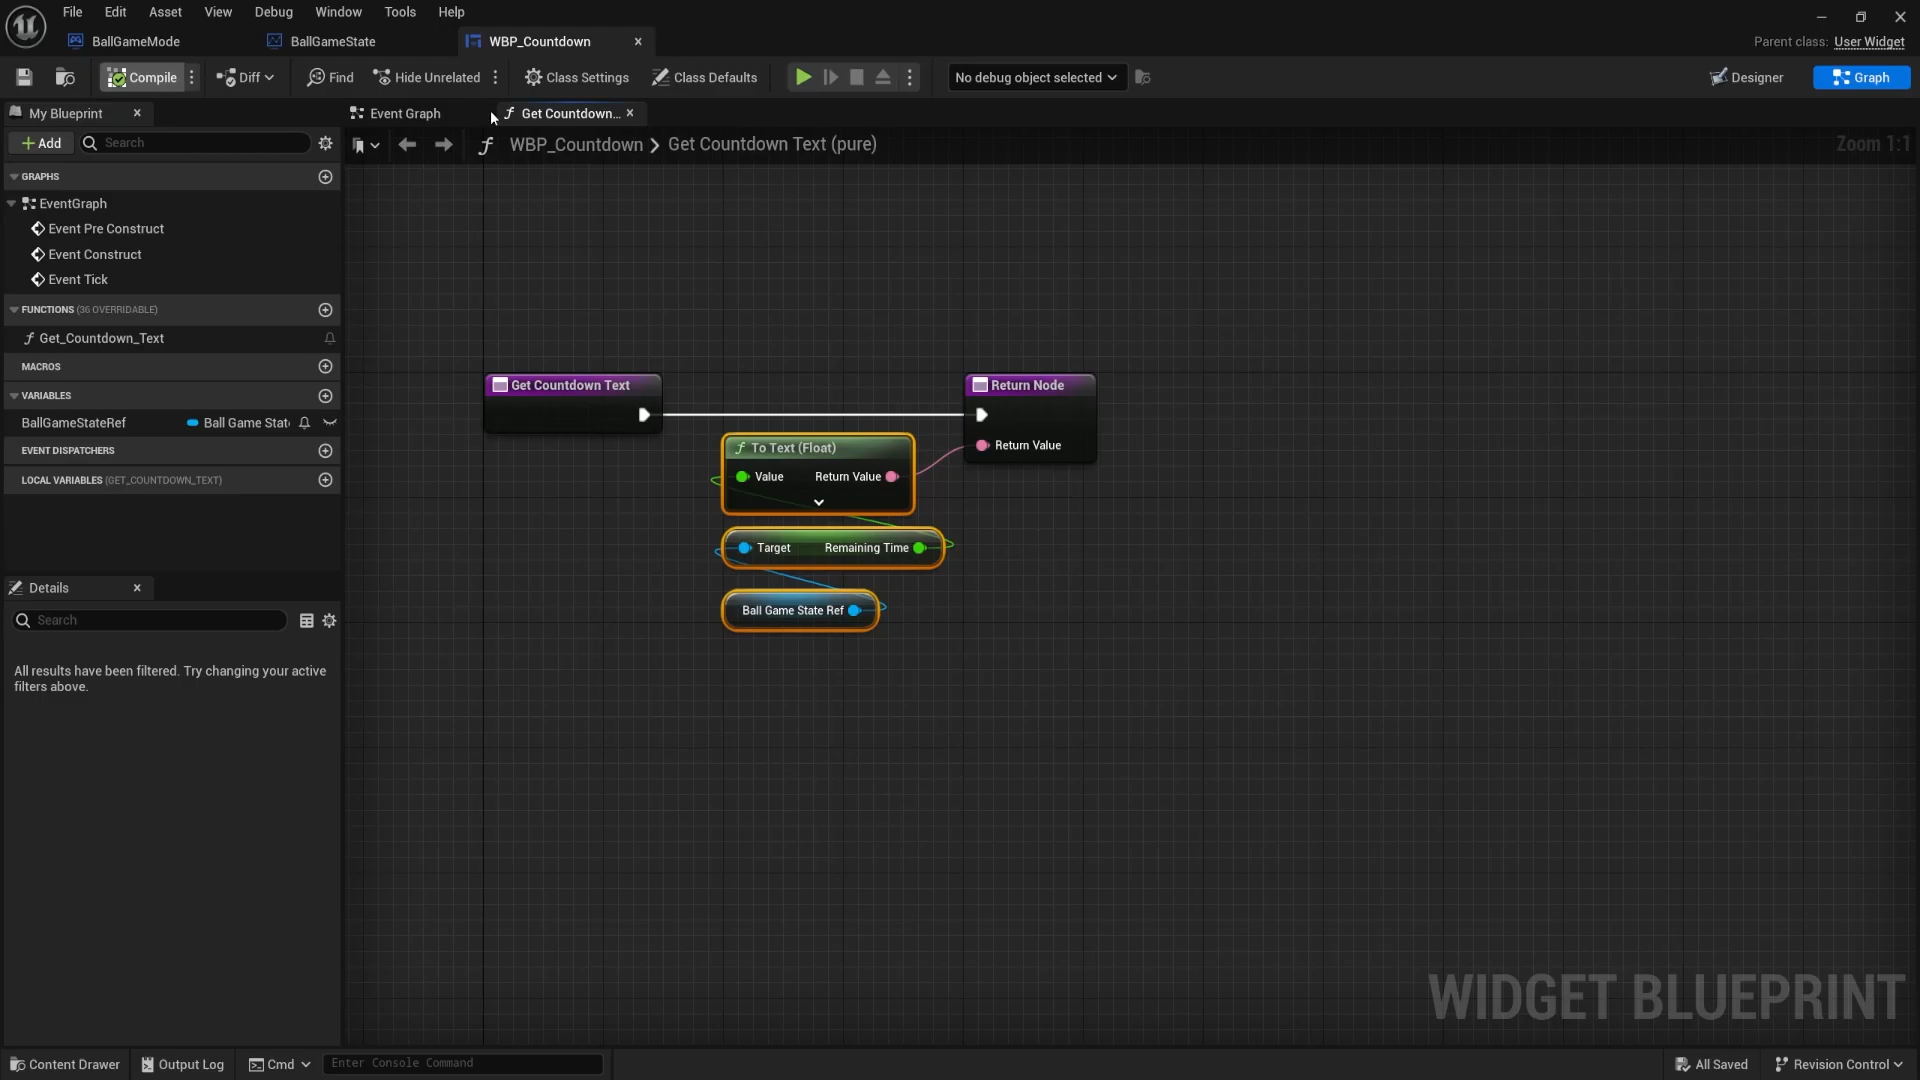 File Edit Asset View Debug Window Tools Help
BallGameMode BallGameState WBP_Countdown Parent class: User Widget
Compile Diff Find Hide Unrelated Class Settings Class Defaults No debug object selected Designer Graph
My Blueprint Event Graph Get Countdown...
Add Search WBP_Countdown Get Countdown Text (pure) Zoom 1:1
GRAPHS
EventGraph
Event Pre Construct
Event Construct
Event Tick
FUNCTIONS (36 OVERRIDABLE)
Get_Countdown_Text
MACROS
VARIABLES
BallGameStateRef Ball Game Stat
EVENT DISPATCHERS
LOCAL VARIABLES (GET_COUNTDOWN_TEXT)
Details
Search
All results have been filtered. Try changing your active
filters above.
Get Countdown Text
Return Node
Return Value
To Text (Float)
Value Return Value
Target Remaining Time
Ball Game State Ref
WIDGET BLUEPRINT
Content Drawer Output Log Cmd Enter Console Command All Saved Revision Control